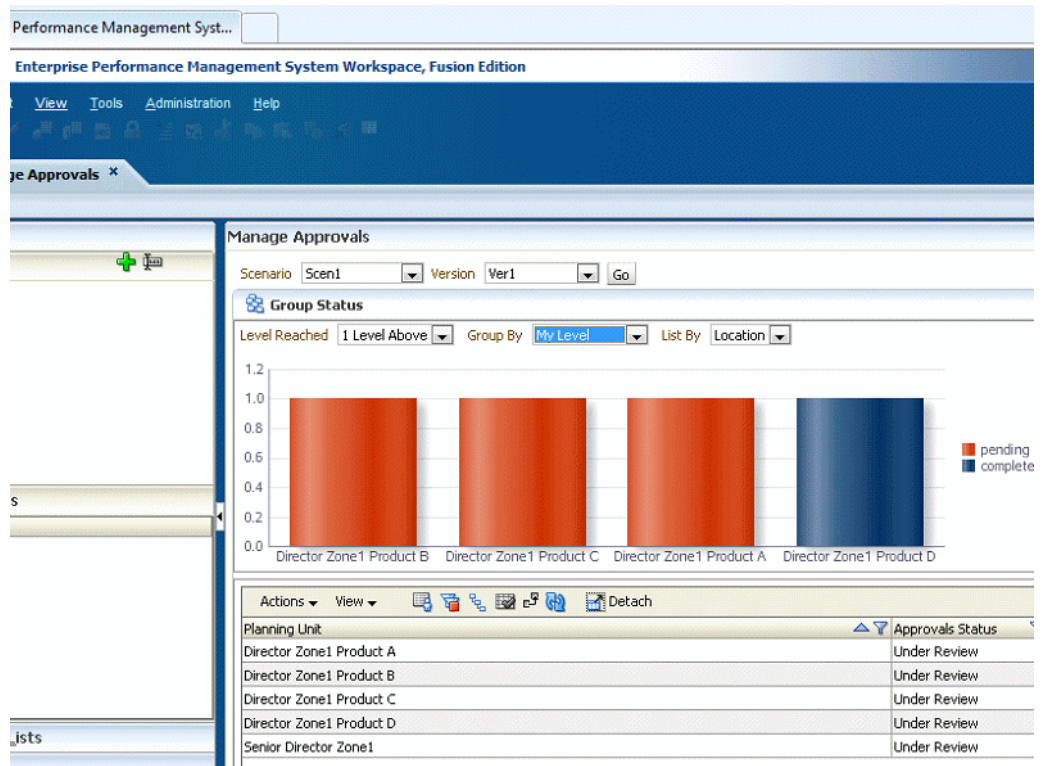 Performance Management Syst...
Enterprise Performance Management System Workspace, Fusion Edition
View Tools Administration Help
ge Approvals ×
Manage Approvals
Scenario Scen1 Version Ver1 Go
Group Status
Level Reached 1 Level Above Group By My Level List By Location
1.2
1.0
0.8
0.6
0.4
0.2
0.0
pending
complete
Director Zone1 Product B Director Zone1 Product C Director Zone1 Product A Director Zone1 Product D
s
Actions View Detach
Planning Unit Approvals Status
Director Zone1 Product A Under Review
Director Zone1 Product B Under Review
Director Zone1 Product C Under Review
Director Zone1 Product D Under Review
Senior Director Zone1 Under Review
ists